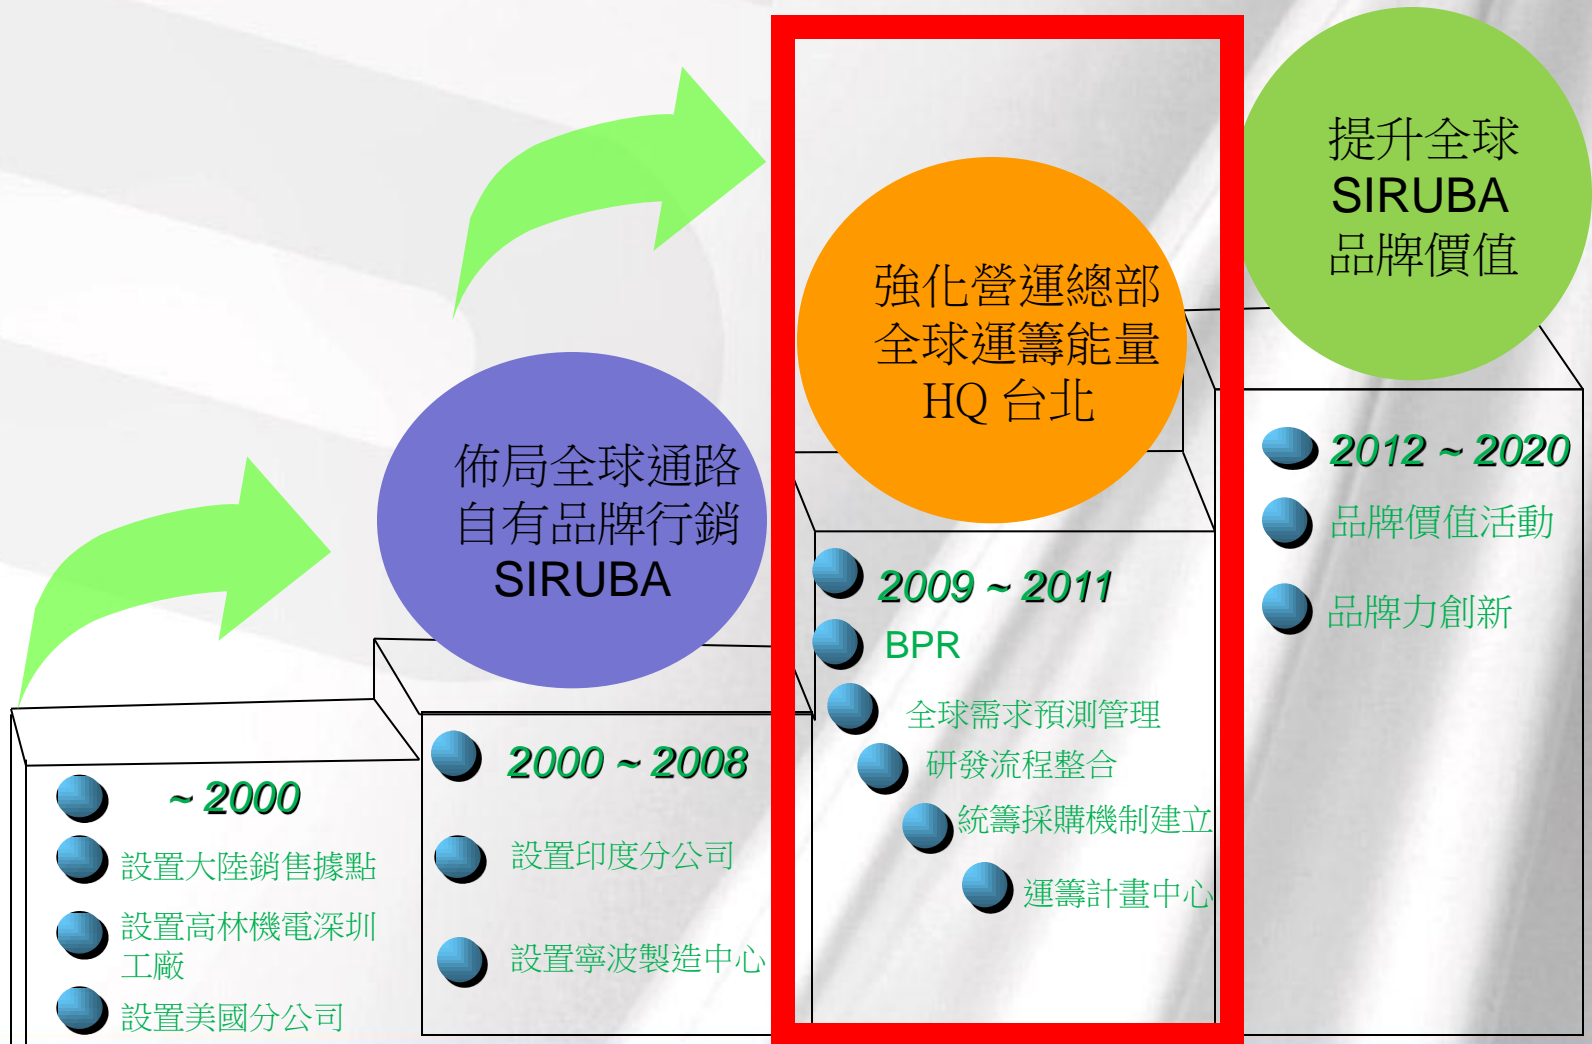 ~ 2000
設置大陸銷售據點
設置高林機電深圳
工廠
設置美國分公司
佈局全球通路
自有品牌行銷
SIRUBA
2000 ~ 2008
設置印度分公司
設置寧波製造中心
強化營運總部
全球運籌能量
HQ 台北
2009 ~ 2011
BPR
全球需求預測管理
研發流程整合
統籌採購機制建立
運籌計畫中心
提升全球
SIRUBA
品牌價值
2012 ~ 2020
品牌價值活動
品牌力創新